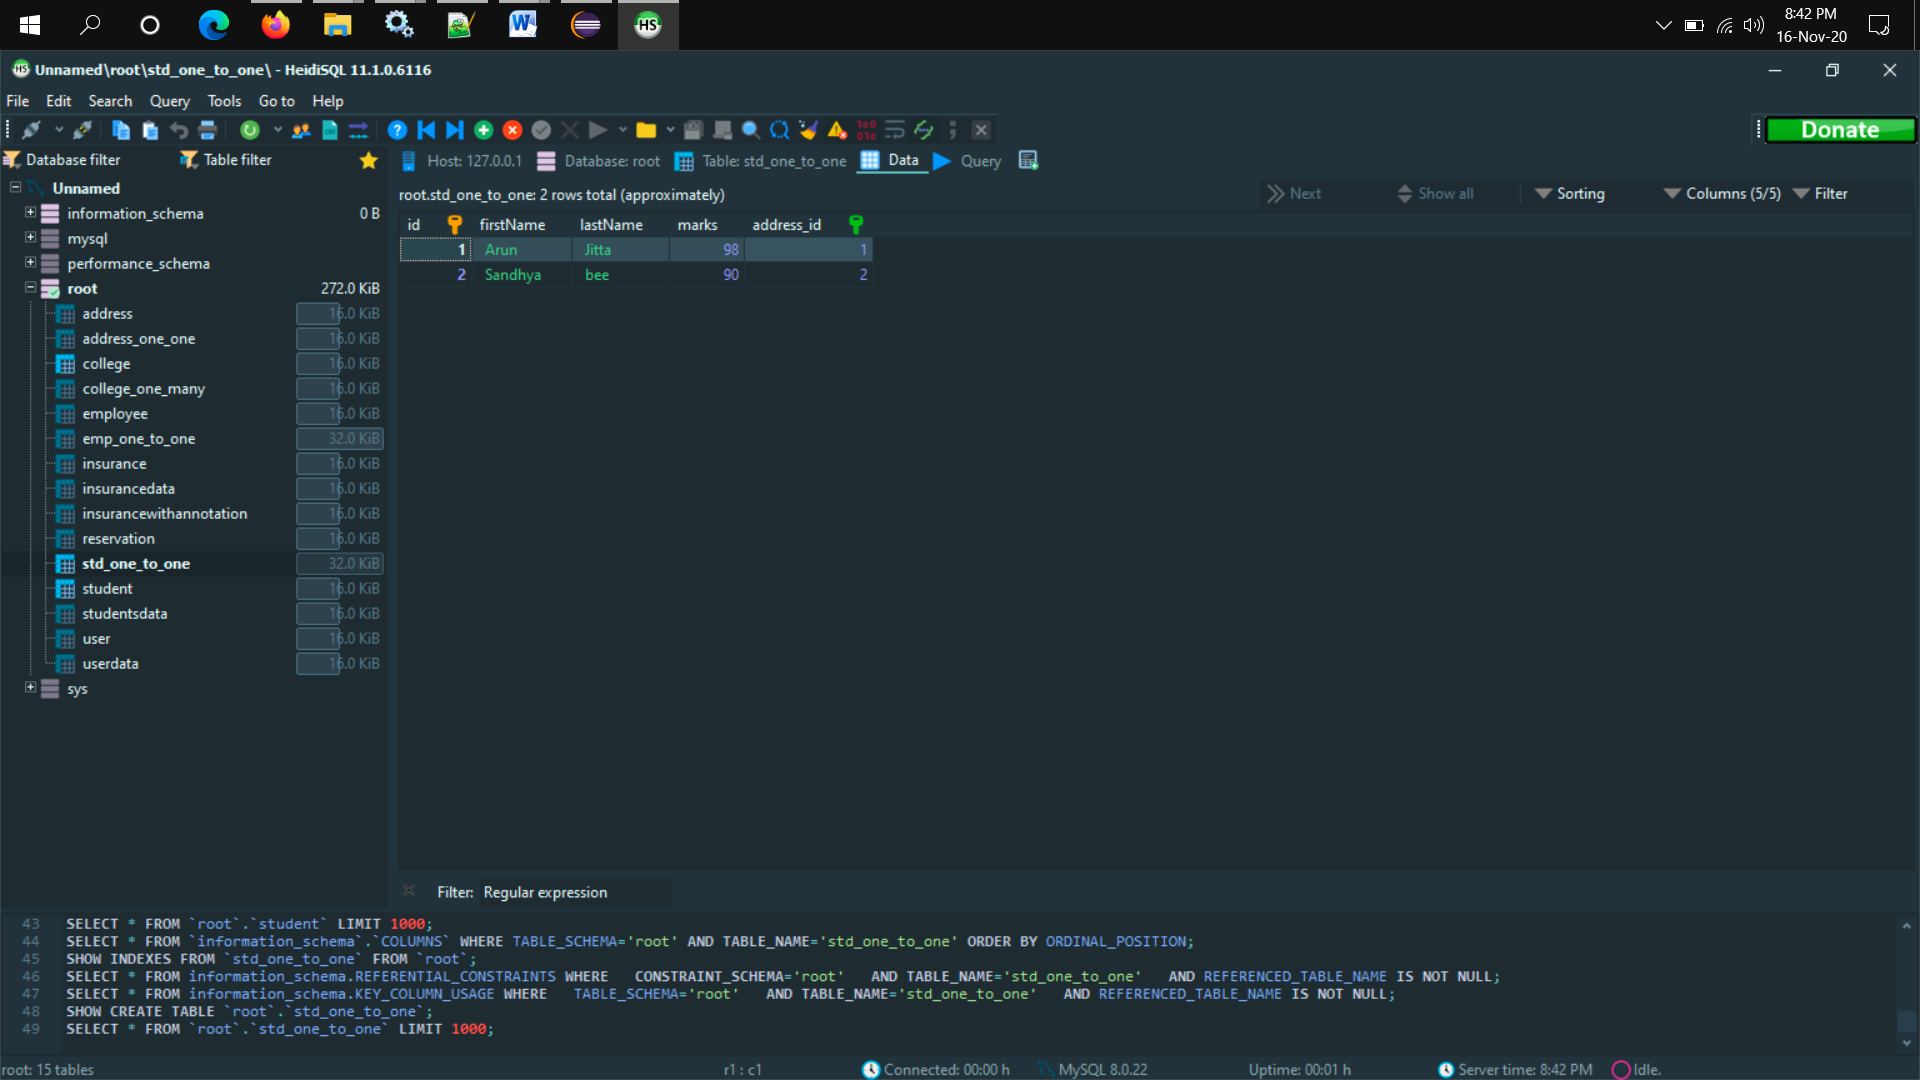 8:42 PM
16-Nov-20
Unnamed\root\std_one_to_one\ - HeidiSQL 11.1.0.6116
File Edit Search Query Tools Go to Help
Donate
Database filter Table filter Host: 127.0.0.1 Database: root Table: std_one_to_one Data Query
root.std_one_to_one: 2 rows total (approximately) Next Show all Sorting Columns (5/5) Filter
Unnamed
information_schema 0 B
mysql
performance_schema
root 272.0 KiB
address 16.0 KiB
address_one_one 16.0 KiB
college 16.0 KiB
college_one_many 16.0 KiB
employee 16.0 KiB
emp_one_to_one 32.0 KiB
insurance 16.0 KiB
insurancedata 16.0 KiB
insurancewithannotation 16.0 KiB
reservation 16.0 KiB
std_one_to_one 32.0 KiB
student 16.0 KiB
studentsdata 16.0 KiB
user 16.0 KiB
userdata 16.0 KiB
sys
id firstName lastName marks address_id
1 Arun Jitta 98 1
2 Sandhya bee 90 2
Filter: Regular expression
43 SELECT * FROM `root`.`student` LIMIT 1000;
44 SELECT * FROM `information_schema`.`COLUMNS` WHERE TABLE_SCHEMA='root' AND TABLE_NAME='std_one_to_one' ORDER BY ORDINAL_POSITION;
45 SHOW INDEXES FROM `std_one_to_one` FROM `root`;
46 SELECT * FROM information_schema.REFERENTIAL_CONSTRAINTS WHERE   CONSTRAINT_SCHEMA='root'   AND TABLE_NAME='std_one_to_one'   AND REFERENCED_TABLE_NAME IS NOT NULL;
47 SELECT * FROM information_schema.KEY_COLUMN_USAGE WHERE   TABLE_SCHEMA='root'   AND TABLE_NAME='std_one_to_one'   AND REFERENCED_TABLE_NAME IS NOT NULL;
48 SHOW CREATE TABLE `root`.`std_one_to_one`;
49 SELECT * FROM `root`.`std_one_to_one` LIMIT 1000;
root: 15 tables r1 : c1 Connected: 00:00 h MySQL 8.0.22 Uptime: 00:01 h Server time: 8:42 PM Idle.